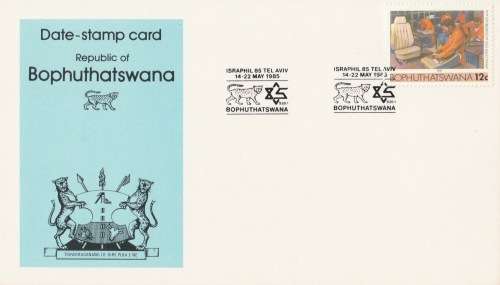 Date-stamp card
Republic of
Bophuthatswana
ISRAPHIL 85 TEL AVIV
14-22 MAY 1985
BOPHUTHATSWANA
ISRAPHIL 85 TEL AVIV
14-22 MAY 198
BOPHUTHATSWANA
BOPHUTHATSWANA 12c